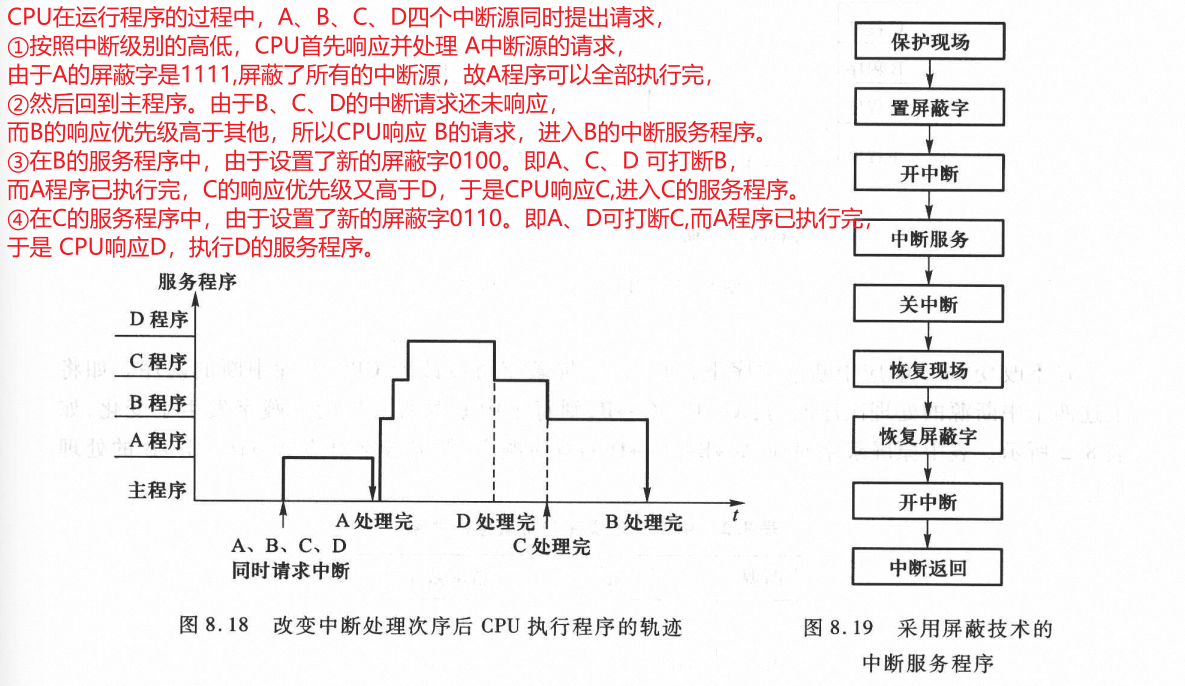 CPU在运行程序的过程中，A、B、C、D四个中断源同时提出请求，
①按照中断级别的高低，CPU首先响应并处理 A中断源的请求，
由于A的屏蔽字是1111,屏蔽了所有的中断源，故A程序可以全部执行完，
②然后回到主程序。由于B、C、D的中断请求还未响应，
而B的响应优先级高于其他，所以CPU响应 B的请求，进入B的中断服务程序。
③在B的服务程序中，由于设置了新的屏蔽字0100。即A、C、D 可打断B，
而A程序已执行完，C的响应优先级又高于D，于是CPU响应C,进入C的服务程序。
④在C的服务程序中，由于设置了新的屏蔽字0110。即A、D可打断C,而A程序已执行完，
于是 CPU响应D，执行D的服务程序。
服务程序
D 程序
C 程序
B 程序
A 程序
主程序
A 处理完
D 处理完
B 处理完
t
A、B、C、D
同时请求中断
C 处理完
图 8.18 改变中断处理次序后 CPU 执行程序的轨迹
保护现场
置屏蔽字
开中断
中断服务
关中断
恢复现场
恢复屏蔽字
开中断
中断返回
图 8.19 采用屏蔽技术的
中断服务程序